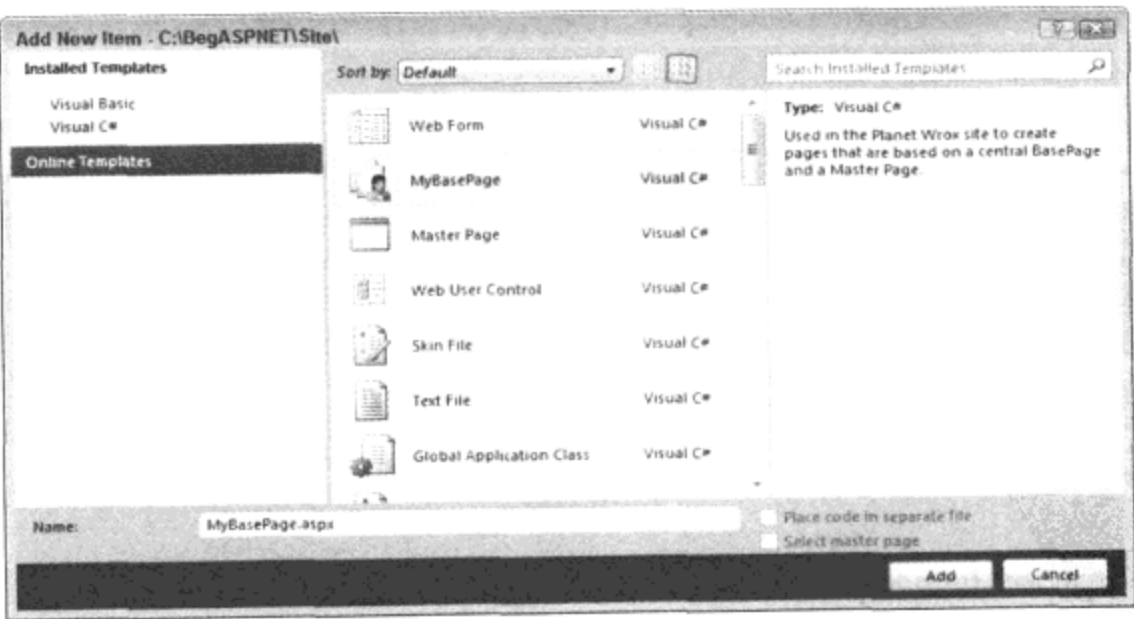 Add New Item - C:\BegASPNET\Site\
Installed Templates
Visual Basic
Visual C#
Online Templates
Sort by: Default
Search Installed Templates
Web Form Visual C#
MyBasePage Visual C#
Master Page Visual C#
Web User Control Visual C#
Skin File Visual C#
Text File Visual C#
Global Application Class Visual C#
Type: Visual C#
Used in the Planet Wrox site to create
pages that are based on a central BasePage
and a Master Page.
Name: MyBasePage.aspx
Place code in separate file
Select master page
Add Cancel